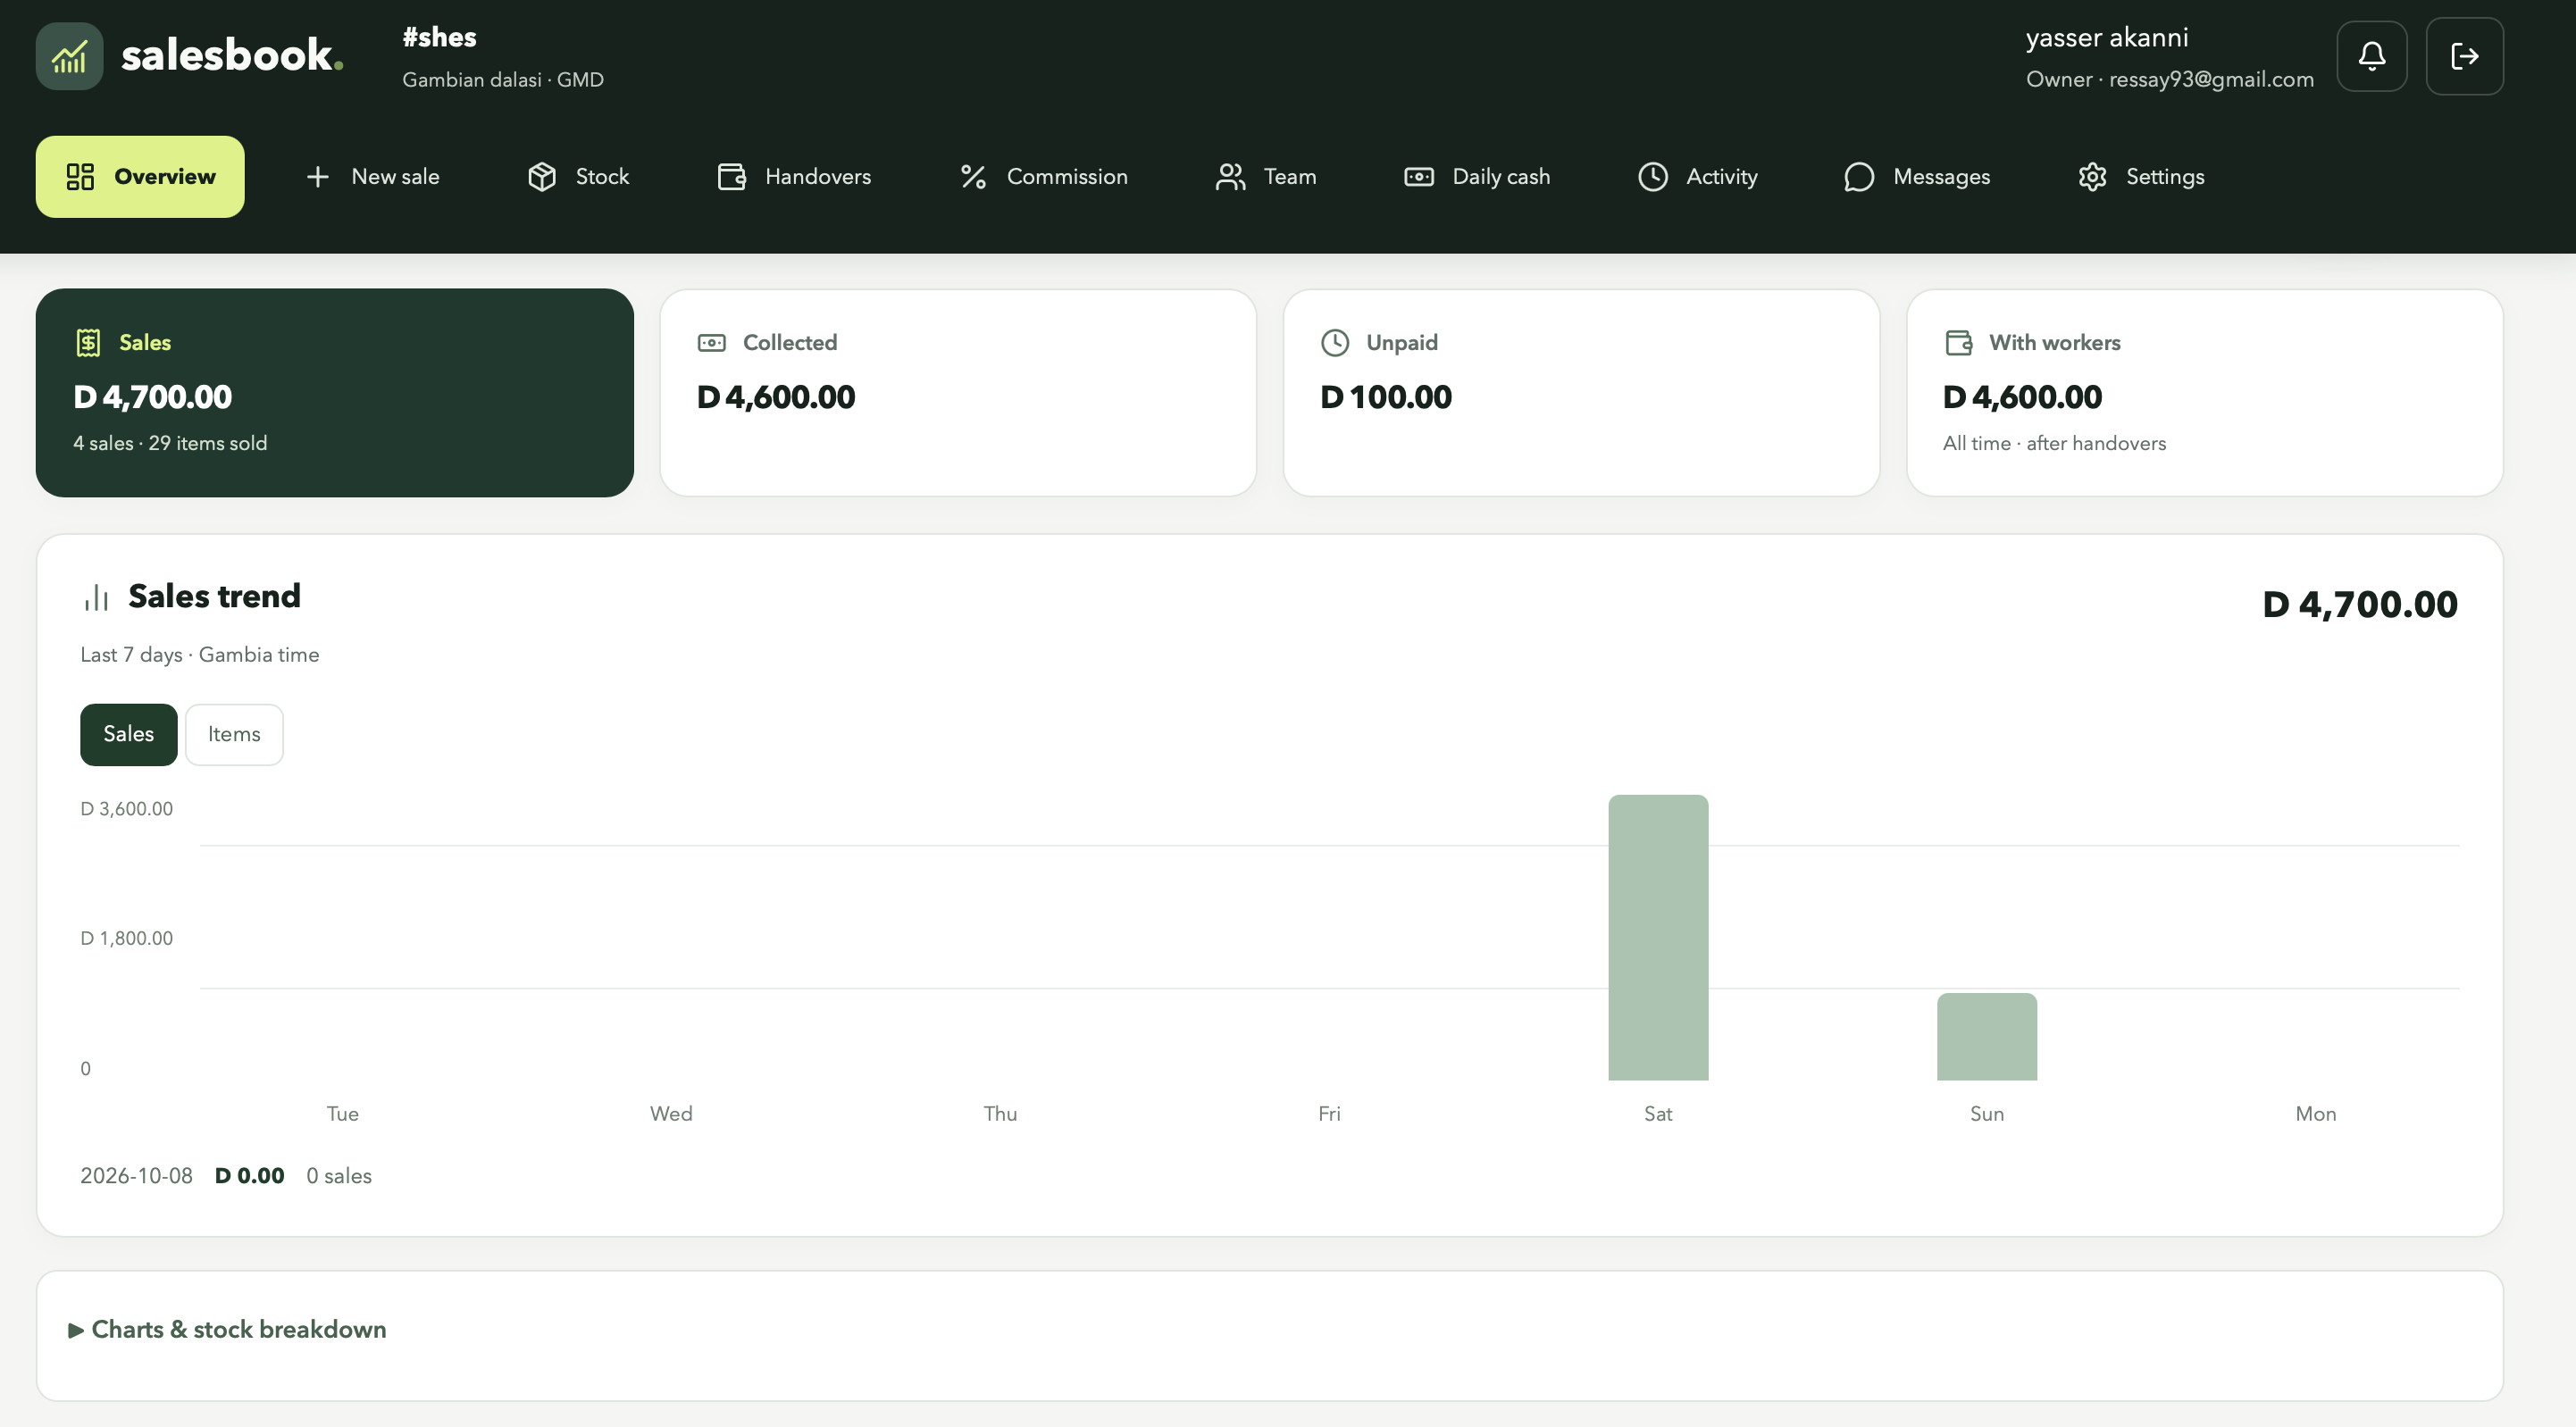 salesbook.
#shes
Gambian dalasi · GMD
yasser akanni
Owner · ressay93@gmail.com
Overview
New sale
Stock
Handovers
Commission
Team
Daily cash
Activity
Messages
Settings
Sales
D 4,700.00
4 sales · 29 items sold
Collected
D 4,600.00
Unpaid
D 100.00
With workers
D 4,600.00
All time · after handovers
Sales trend
D 4,700.00
Last 7 days · Gambia time
Sales
Items
D 3,600.00
D 1,800.00
0
Tue Wed Thu Fri Sat Sun Mon
2026-10-08 D 0.00 0 sales
Charts & stock breakdown